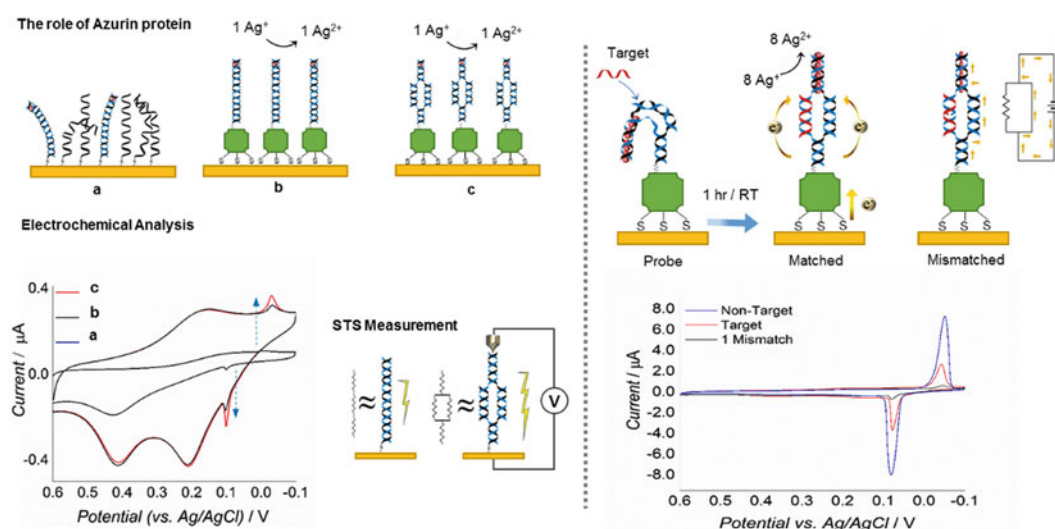 The role of Azurin protein
1 Ag⁺ 1 Ag²⁺
1 Ag⁺ 1 Ag²⁺
S S S S S S S S S
S S S S S S S S S
a
b
c
Electrochemical Analysis
0.4
0.0
-0.4
Current / µA
c
b
a
0.6 0.5 0.4 0.3 0.2 0.1 0.0 -0.1
Potential (vs. Ag/AgCl) / V
STS Measurement
≈
≈
V
Target
8 Ag⁺ 8 Ag²⁺
e⁻ e⁻
e⁻
1 hr / RT
S S S
S S S
S S S
Probe
Matched
Mismatched
8.0
6.0
4.0
2.0
0.0
-2.0
-4.0
-6.0
-8.0
Current / µA
Non-Target
Target
1 Mismatch
0.6 0.5 0.4 0.3 0.2 0.1 0.0 -0.1
Potential vs. Ag/AgCl / V